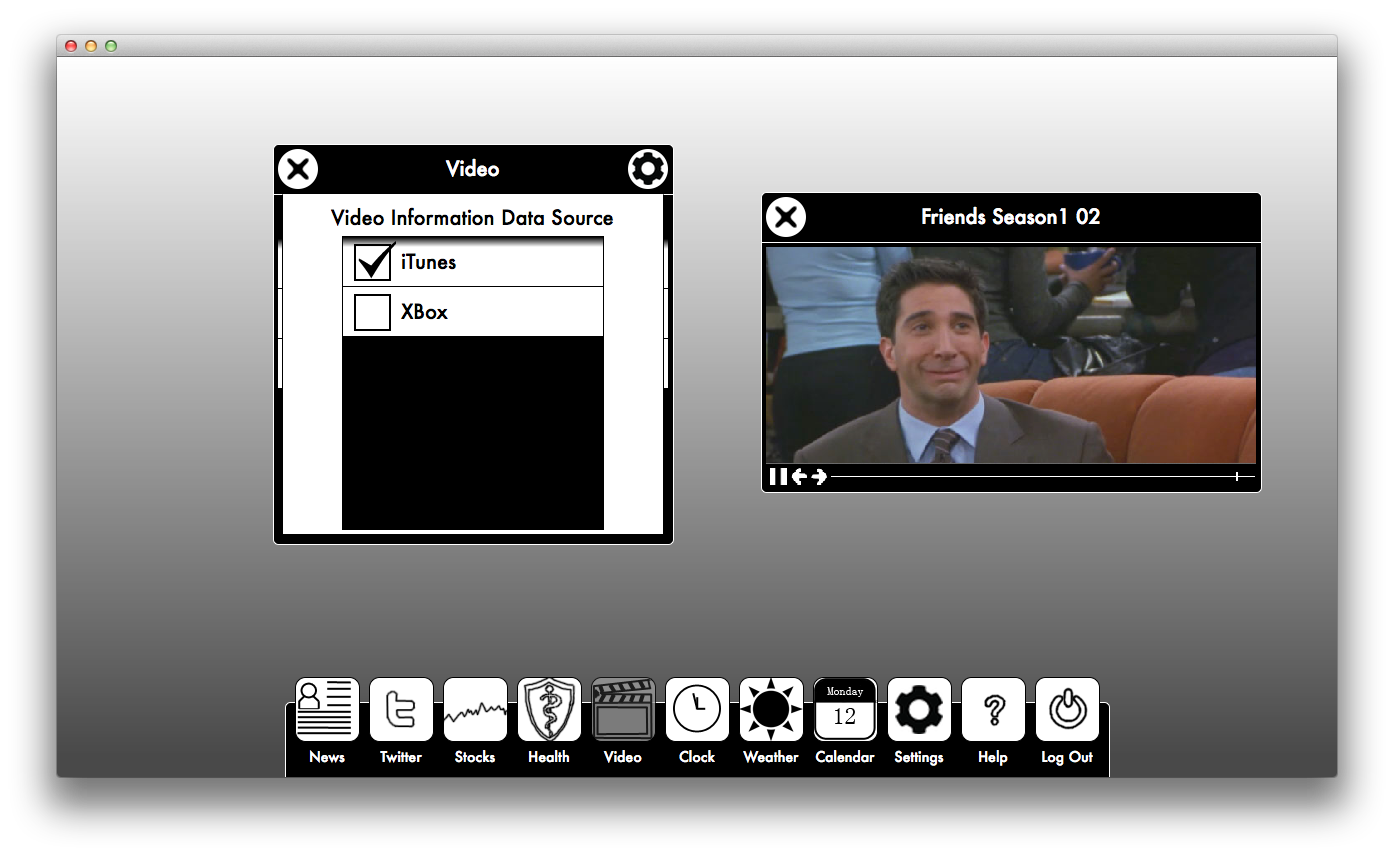 Video
Video Information Data Source
iTunes
XBox
Friends Season1 02
News
Twitter
Stocks
Health
Video
Clock
Weather
Monday
12
Calendar
Settings
?
Help
Log Out